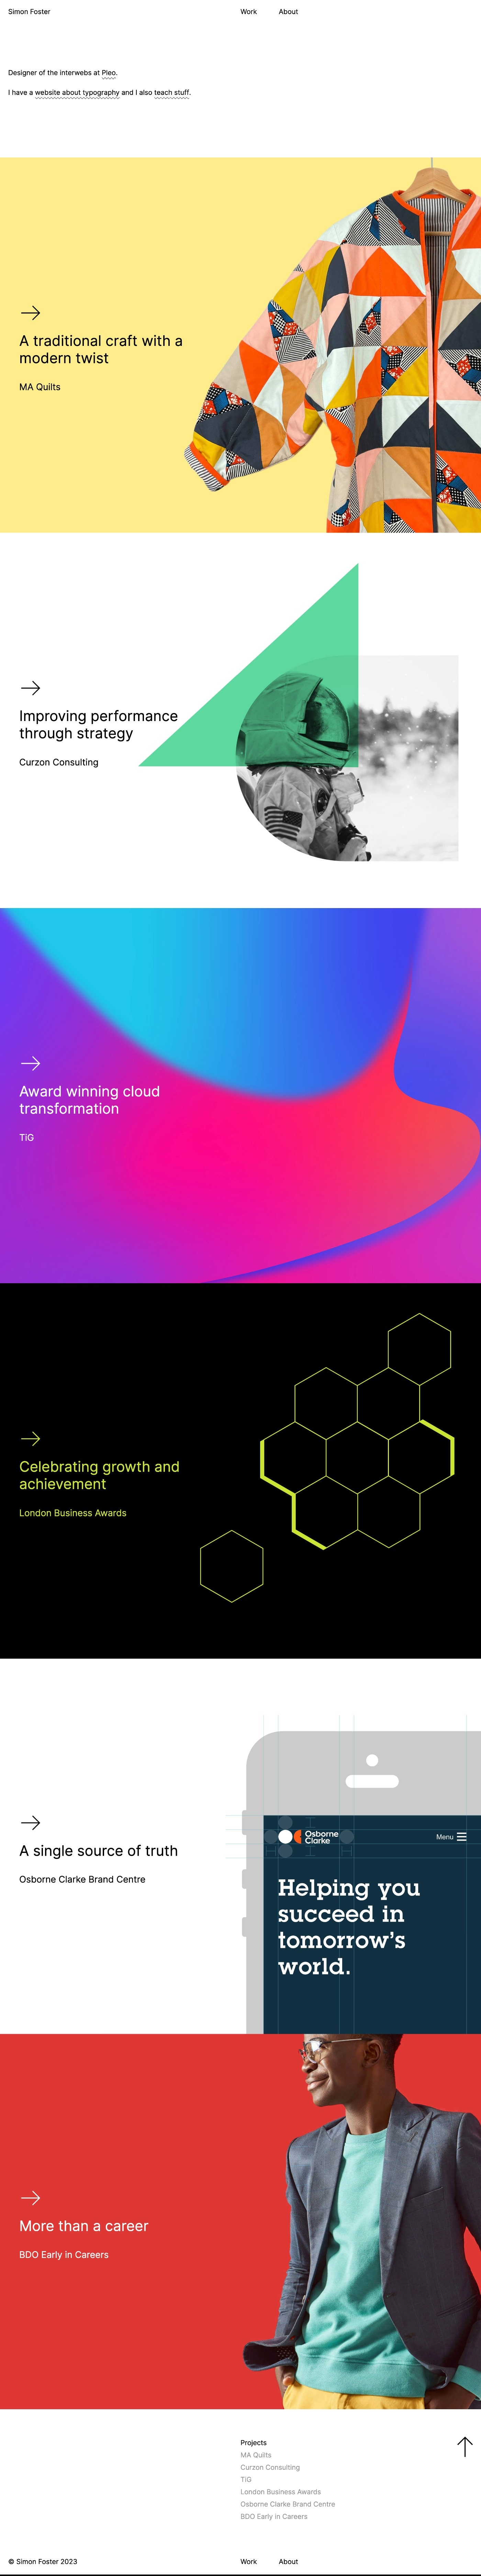 Simon Foster
Work
About
Designer of the interwebs at Pleo.
I have a website about typography and I also teach stuff.
A traditional craft with a
modern twist
MA Quilts
Improving performance
through strategy
Curzon Consulting
Award winning cloud
transformation
TiG
Celebrating growth and
achievement
London Business Awards
A single source of truth
Osborne Clarke Brand Centre
Osborne
Clarke
Menu
Helping you
succeed in
tomorrow's
world.
More than a career
BDO Early in Careers
Projects
MA Quilts
Curzon Consulting
TiG
London Business Awards
Osborne Clarke Brand Centre
BDO Early in Careers
© Simon Foster 2023
Work
About